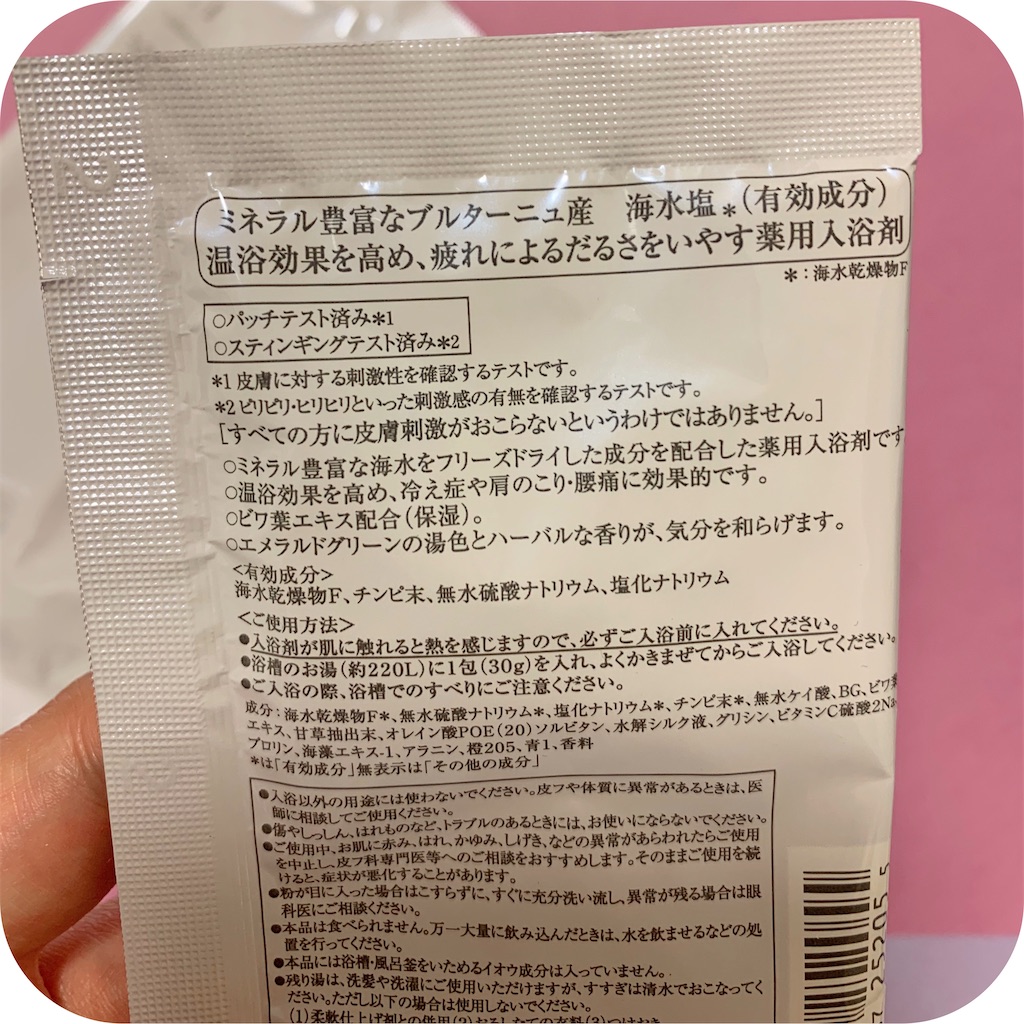 ミネラル豊富なブルターニュ産　海水塩＊(有効成分)
温浴効果を高め、疲れによるだるさをいやす薬用入浴剤
＊：海水乾燥物F
○パッチテスト済み＊1
○スティンギングテスト済み＊2
＊1 皮膚に対する刺激性を確認するテストです。
＊2 ピリピリ・ヒリヒリといった刺激感の有無を確認するテストです。
［すべての方に皮膚刺激がおこらないというわけではありません。］
○ミネラル豊富な海水をフリーズドライした成分を配合した薬用入浴剤です
○温浴効果を高め、冷え症や肩のこり・腰痛に効果的です。
○ビワ葉エキス配合(保湿)。
○エメラルドグリーンの湯色とハーバルな香りが、気分を和らげます。
<有効成分>
海水乾燥物F、チンピ末、無水硫酸ナトリウム、塩化ナトリウム
<ご使用方法>
●入浴剤が肌に触れると熱を感じますので、必ずご入浴前に入れてください。
●浴槽のお湯(約220L)に1包(30g)を入れ、よくかきまぜてからご入浴してください。
●ご入浴の際、浴槽でのすべりにご注意ください。
成分：海水乾燥物F＊、無水硫酸ナトリウム＊、塩化ナトリウム＊、チンピ末＊、無水ケイ酸、BG、ビワ葉
エキス、甘草抽出末、オレイン酸POE(20)ソルビタン、水解シルク液、グリシン、ビタミンC硫酸2Na、
プロリン、海藻エキス-1、アラニン、橙205、青1、香料
＊は「有効成分」無表示は「その他の成分」
●入浴以外の用途には使わないでください。皮フや体質に異常があるときは、医
師に相談してご使用ください。
●傷やしっしん、はれものなど、トラブルのあるときには、お使いにならないでください。
●ご使用中、お肌に赤み、はれ、かゆみ、しげき、などの異常があらわれたらご使用
を中止し、皮フ科専門医等へのご相談をおすすめします。そのままご使用を続
けると、症状が悪化することがあります。
●粉が目に入った場合はこすらずに、すぐに充分洗い流し、異常が残る場合は眼
科医にご相談ください。
●本品は食べられません。万一大量に飲み込んだときは、水を飲ませるなどの処
置を行ってください。
●本品には浴槽・風呂釜をいためるイオウ成分は入っていません。
●残り湯は、洗髪や洗濯にご使用いただけますが、すすぎは清水でおこなってく
ださい。ただし以下の場合は使用しないでください。
(1)柔軟仕上げ剤との併用(2)おろしたての衣料(3)つけおき
7 25205 5